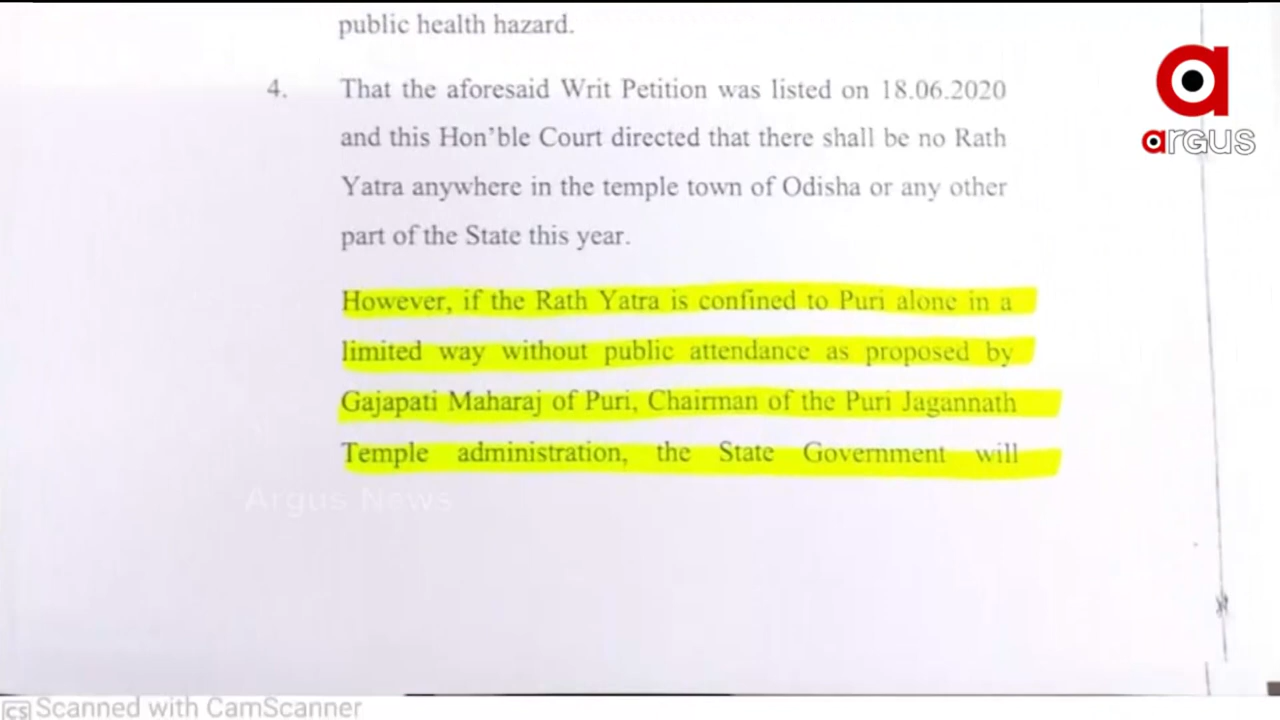 public health hazard.
4. That the aforesaid Writ Petition was listed on 18.06.2020
and this Hon'ble Court directed that there shall be no Rath
Yatra anywhere in the temple town of Odisha or any other
part of the State this year.
However, if the Rath Yatra is confined to Puri alone in a
limited way without public attendance as proposed by
Gajapati Maharaj of Puri, Chairman of the Puri Jagannath
Temple administration, the State Government will
a
argus
Argus News
CS Scanned with CamScanner